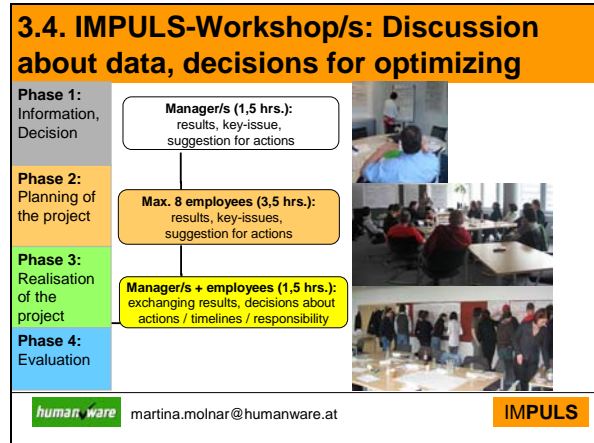 3.4. IMPULS-Workshop/s: Discussion
about data, decisions for optimizing
Phase 1:
Information,
Decision
Phase 2:
Planning of
the project
Phase 3:
Realisation
of the
project
Phase 4:
Evaluation
Manager/s (1,5 hrs.):
results, key-issue,
suggestion for actions
Max. 8 employees (3,5 hrs.):
results, key-issues,
suggestion for actions
Manager/s + employees (1,5 hrs.):
exchanging results, decisions about
actions / timelines / responsibility
human ware
martina.molnar@humanware.at
IMPULS